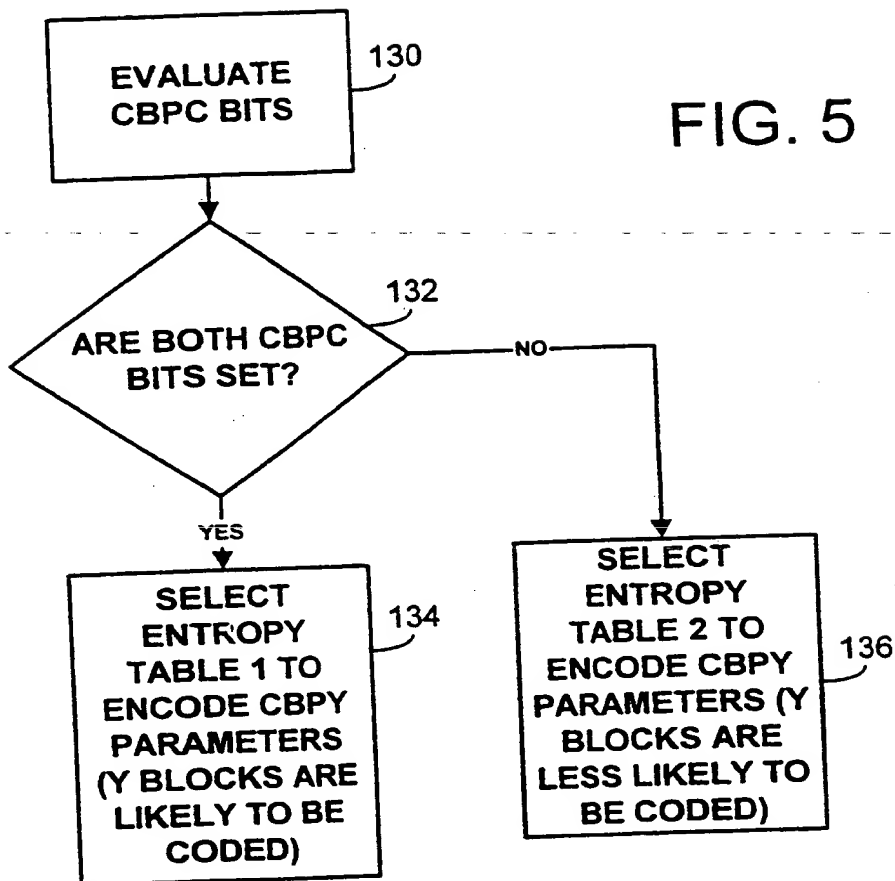 EVALUATE
CBPC BITS
130
FIG. 5
ARE BOTH CBPC
BITS SET?
132
NO
YES
SELECT
ENTROPY
TABLE 1 TO
ENCODE CBPY
PARAMETERS
(Y BLOCKS ARE
LIKELY TO BE
CODED)
134
SELECT
ENTROPY
TABLE 2 TO
ENCODE CBPY
PARAMETERS (Y
BLOCKS ARE
LESS LIKELY TO
BE CODED)
136